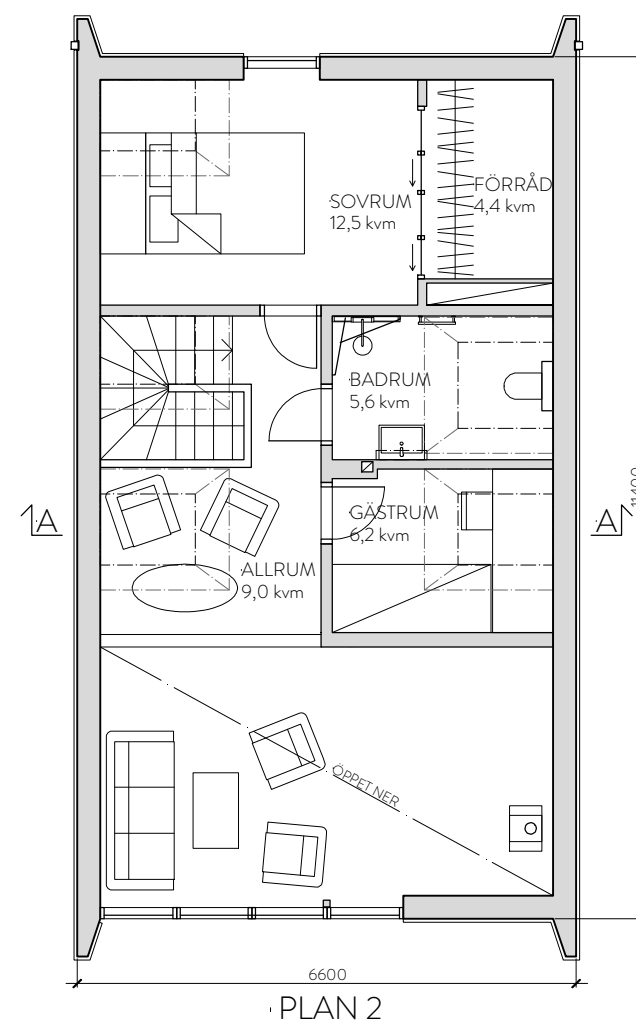 SOVRUM
12,5 kvm
FÖRRÅD
4,4 kvm
BADRUM
5,6 kvm
GÄSTRUM
6,2 kvm
A
A
ALLRUM
9,0 kvm
ÖPPET NER
6600
PLAN 2